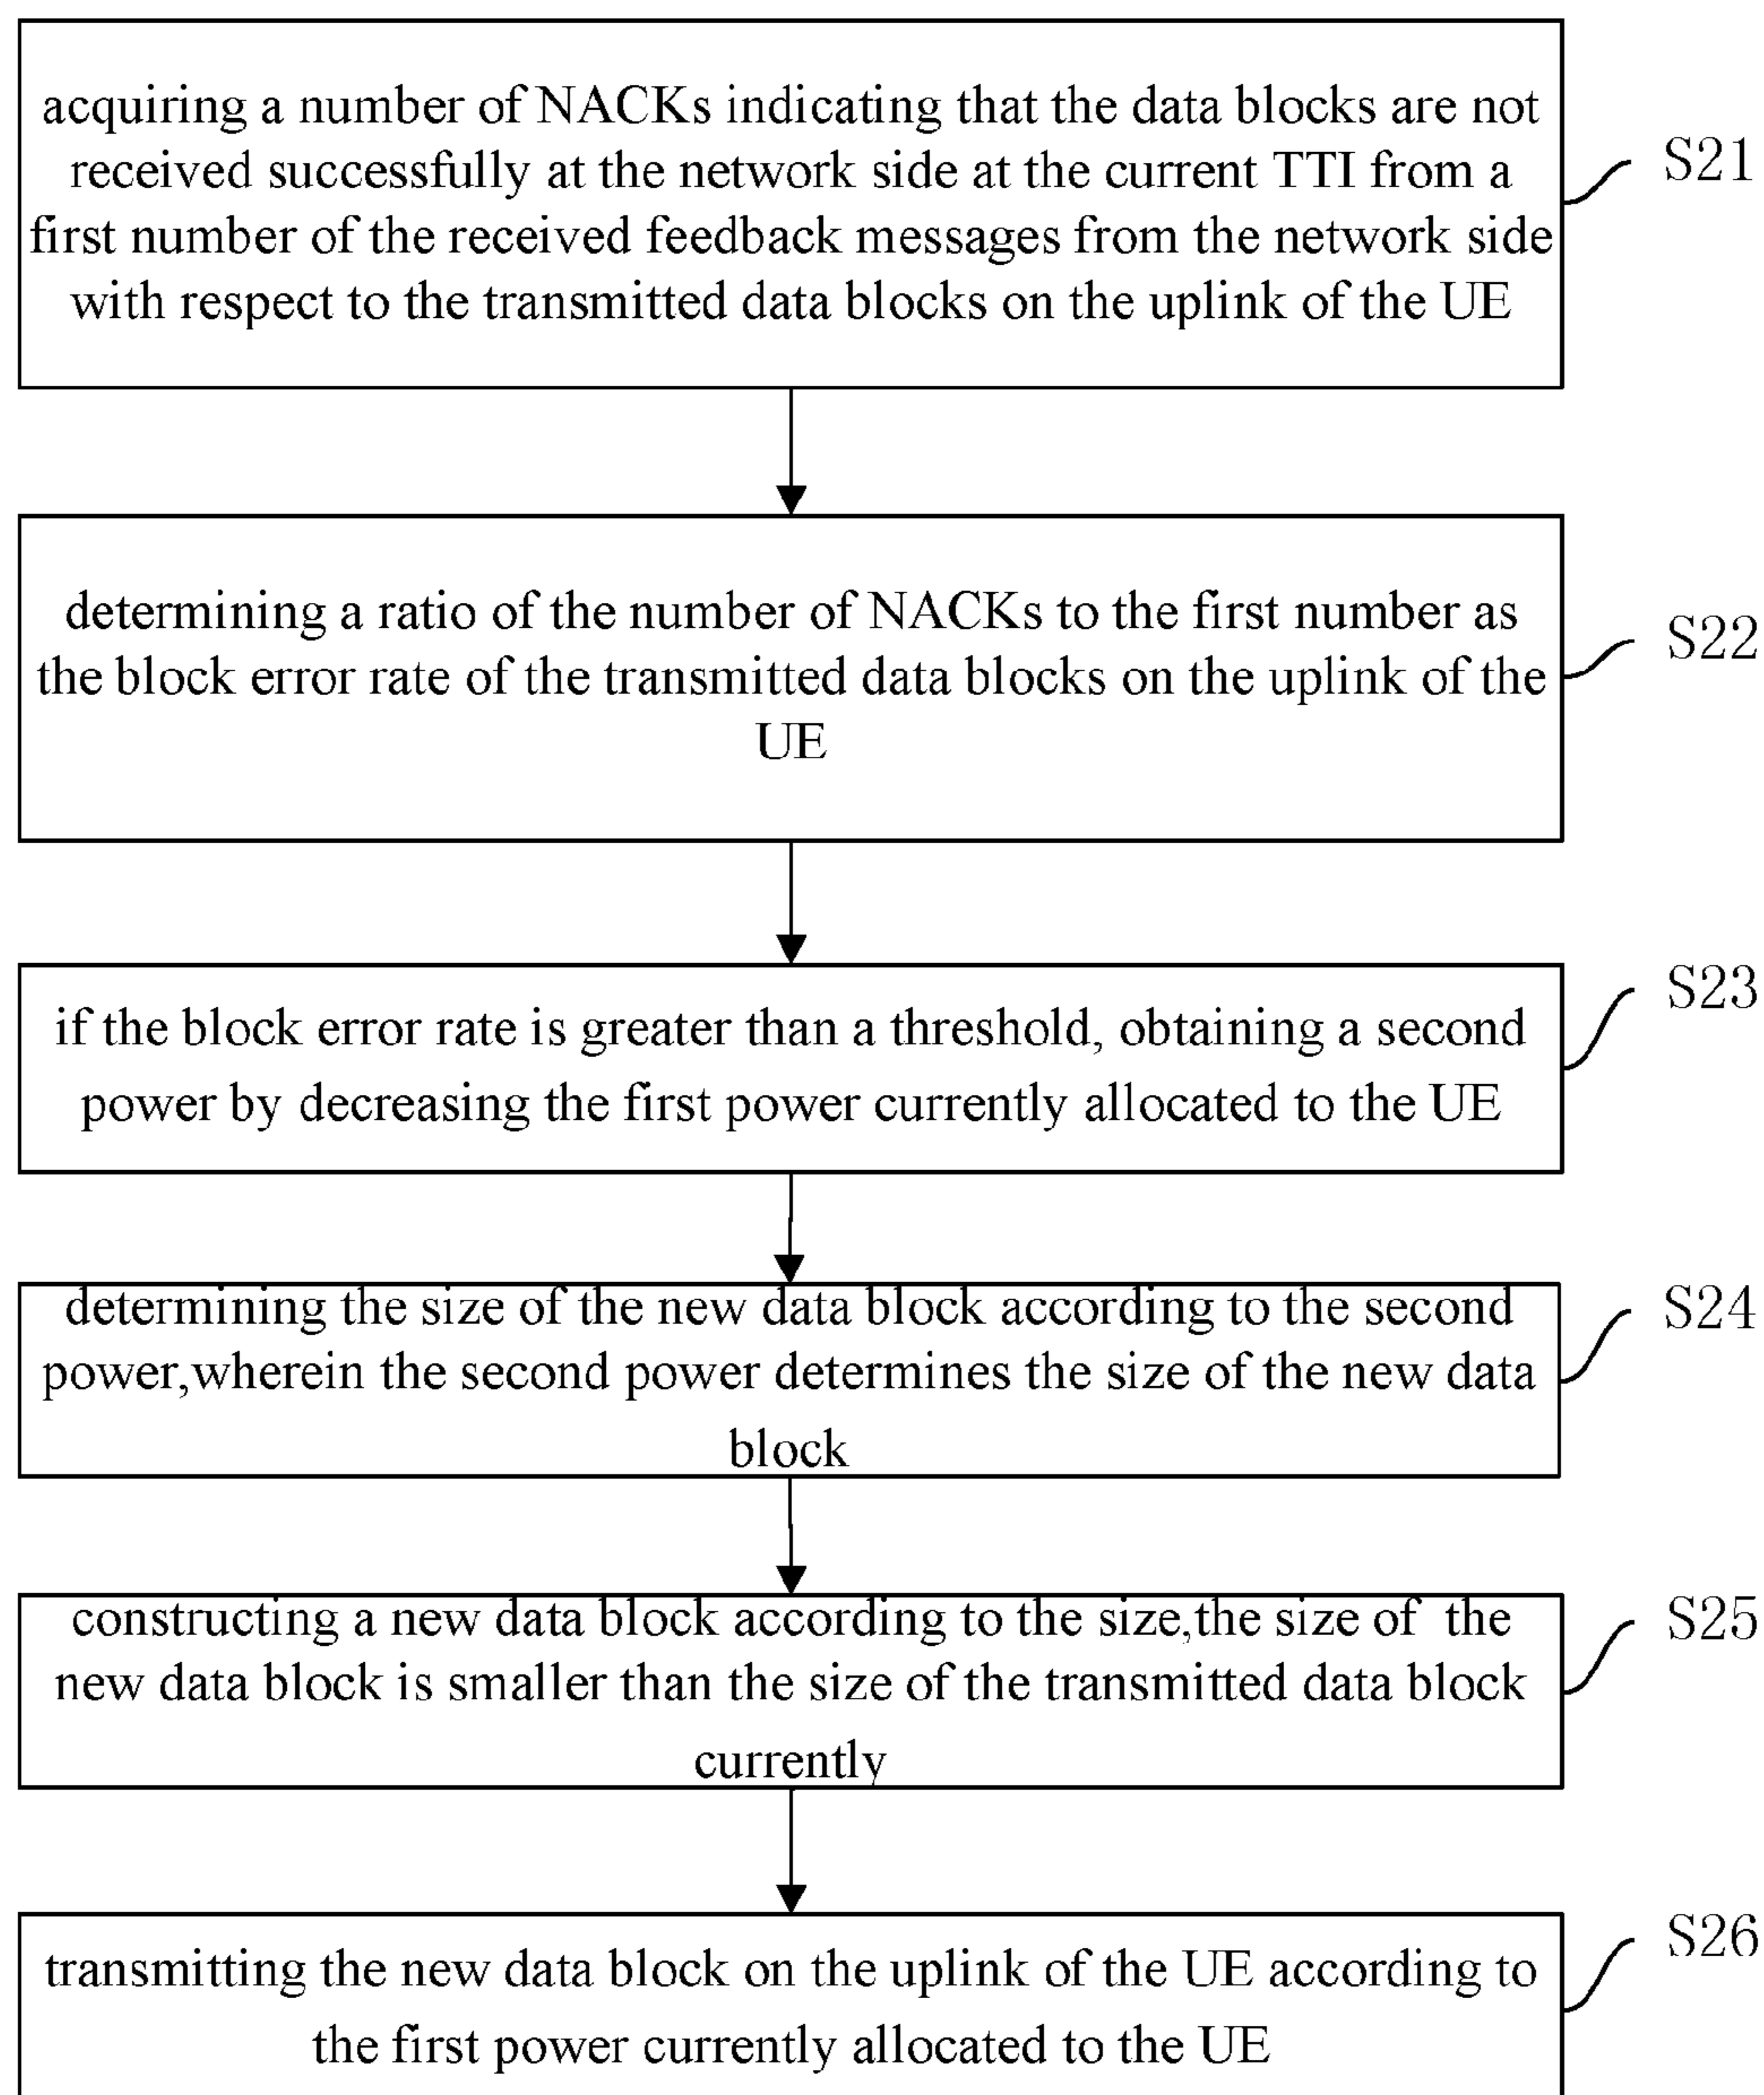 acquiring a number of NACKs indicating that the data blocks are not
received successfully at the network side at the current TTI from a
first number of the received feedback messages from the network side
with respect to the transmitted data blocks on the uplink of the UE
S21
determining a ratio of the number of NACKs to the first number as
the block error rate of the transmitted data blocks on the uplink of the
UE
S22
if the block error rate is greater than a threshold, obtaining a second
power by decreasing the first power currently allocated to the UE
S23
determining the size of the new data block according to the second
power,wherein the second power determines the size of the new data
block
S24
constructing a new data block according to the size,the size of the
new data block is smaller than the size of the transmitted data block
currently
S25
transmitting the new data block on the uplink of the UE according to
the first power currently allocated to the UE
S26